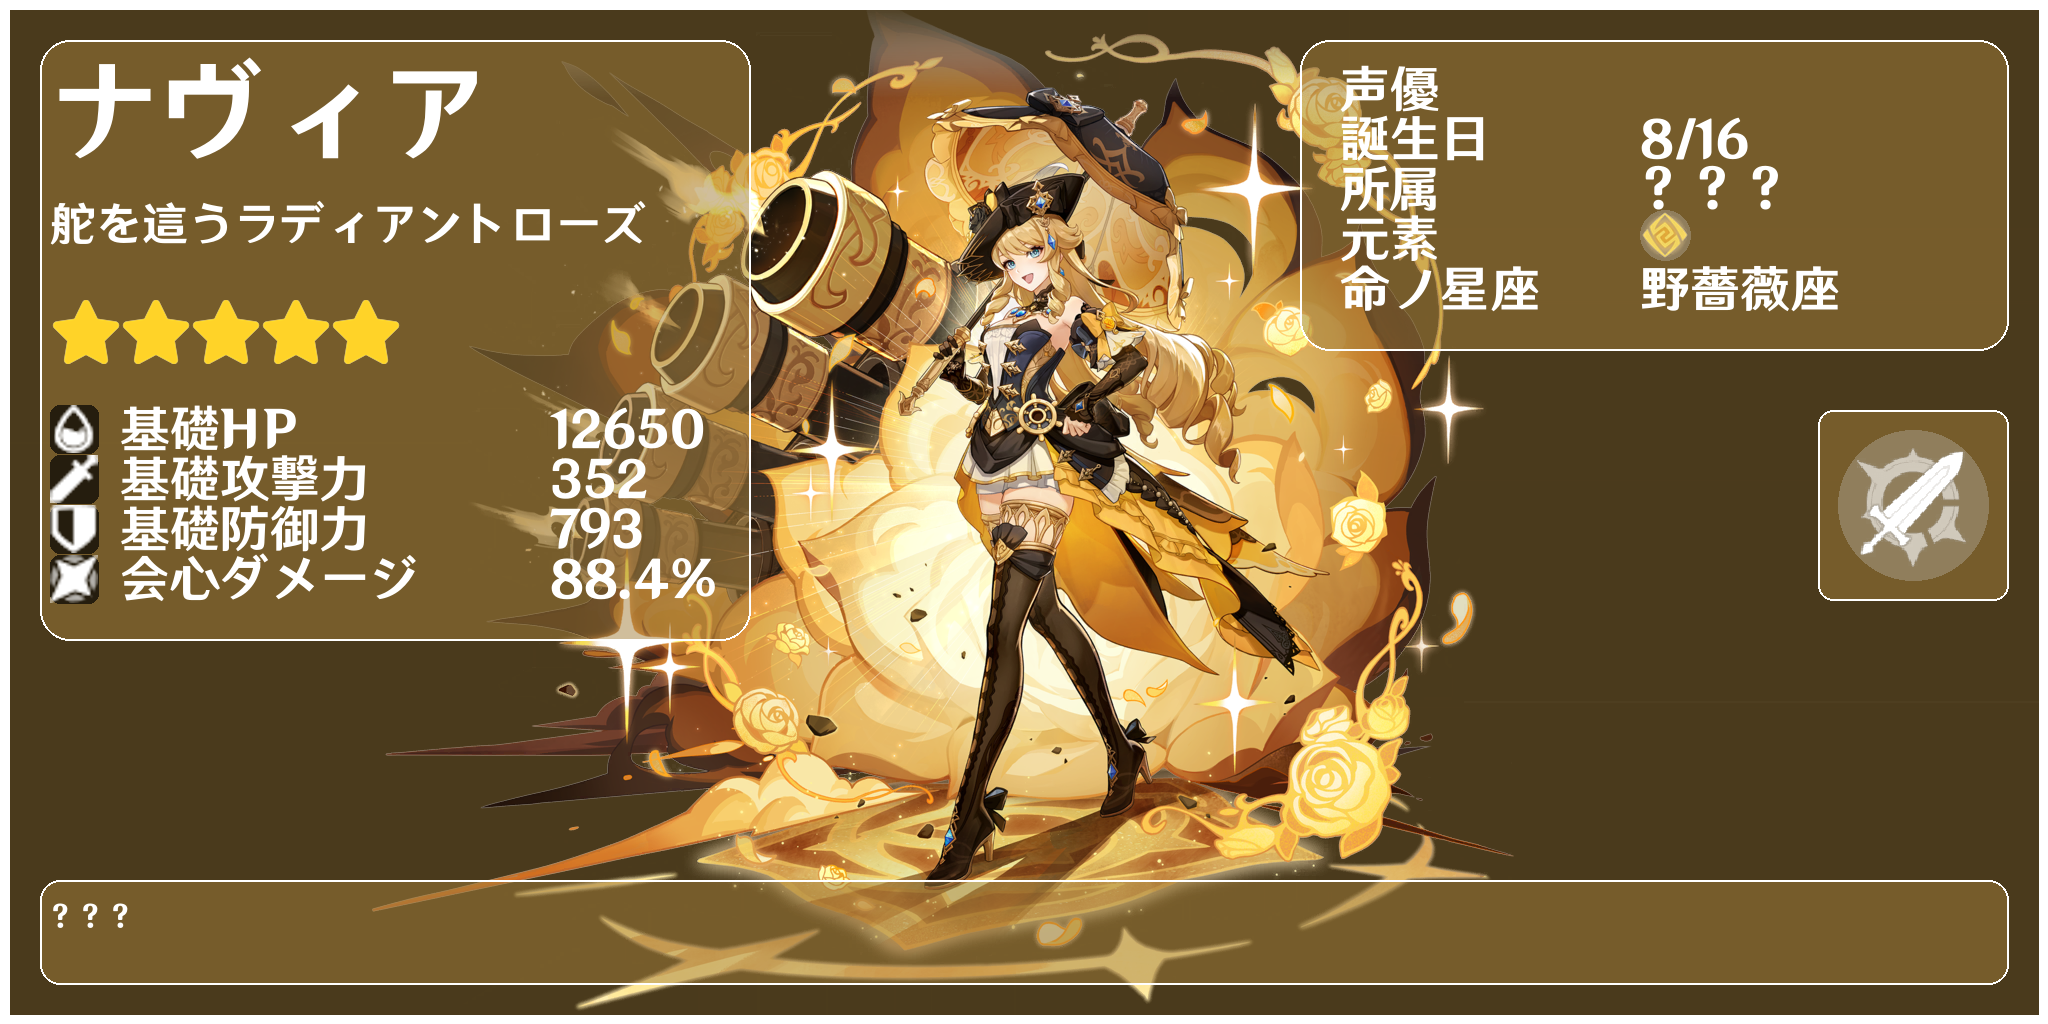 ナヴィア
舵を這うラディアントローズ
基礎HP 12650
基礎攻撃力 352
基礎防御力 793
会心ダメージ 88.4%
声優
誕生日 8/16
所属 ？？？
元素
命ノ星座 野薔薇座
？？？